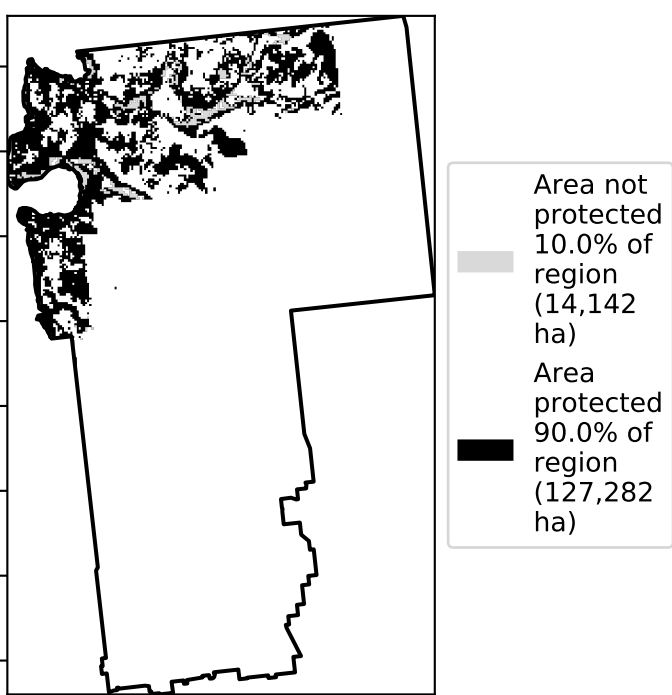 Area not
protected
10.0% of
region
(14,142
ha)
Area
protected
90.0% of
region
(127,282
ha)